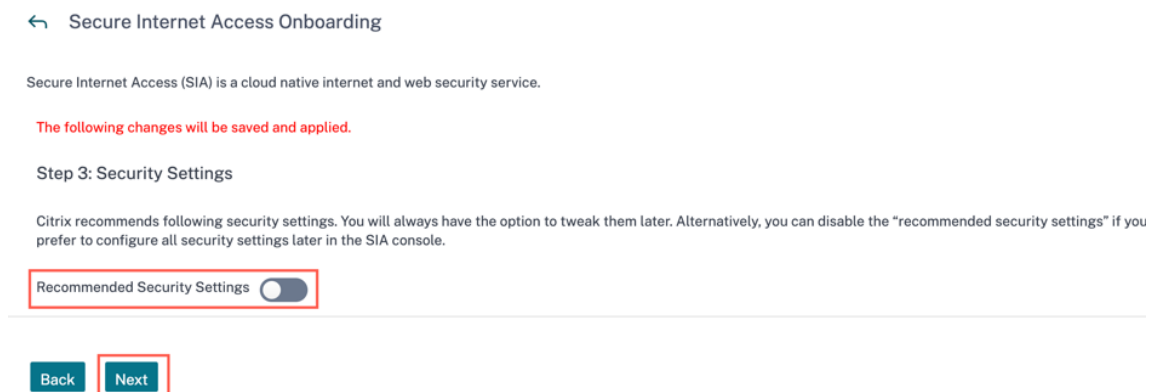 Secure Internet Access Onboarding
Secure Internet Access (SIA) is a cloud native internet and web security service.
The following changes will be saved and applied.
Step 3: Security Settings
Citrix recommends following security settings. You will always have the option to tweak them later. Alternatively, you can disable the “recommended security settings” if you
prefer to configure all security settings later in the SIA console.
Recommended Security Settings
Back Next